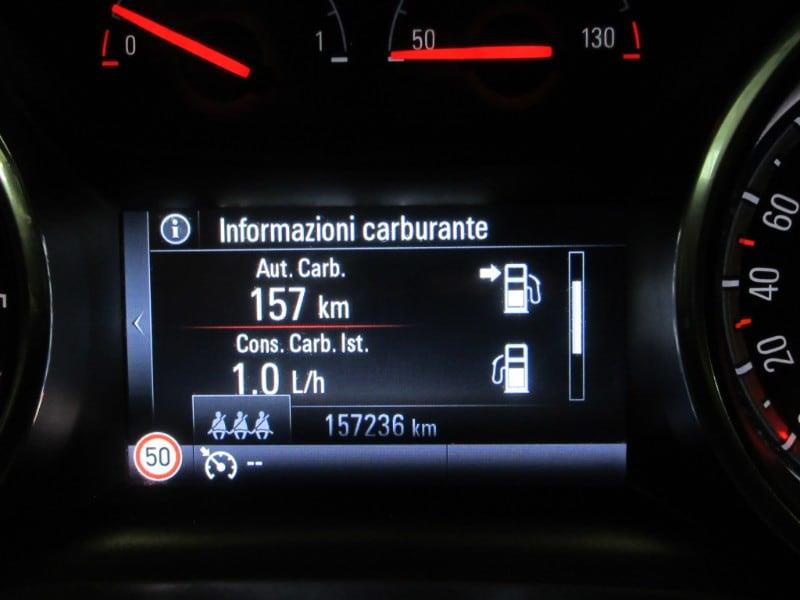 0 1 50 130
Informazioni carburante
Aut. Carb.
157 km
Cons. Carb. Ist.
1.0 L/h
157236 km
50 --
60
40
20